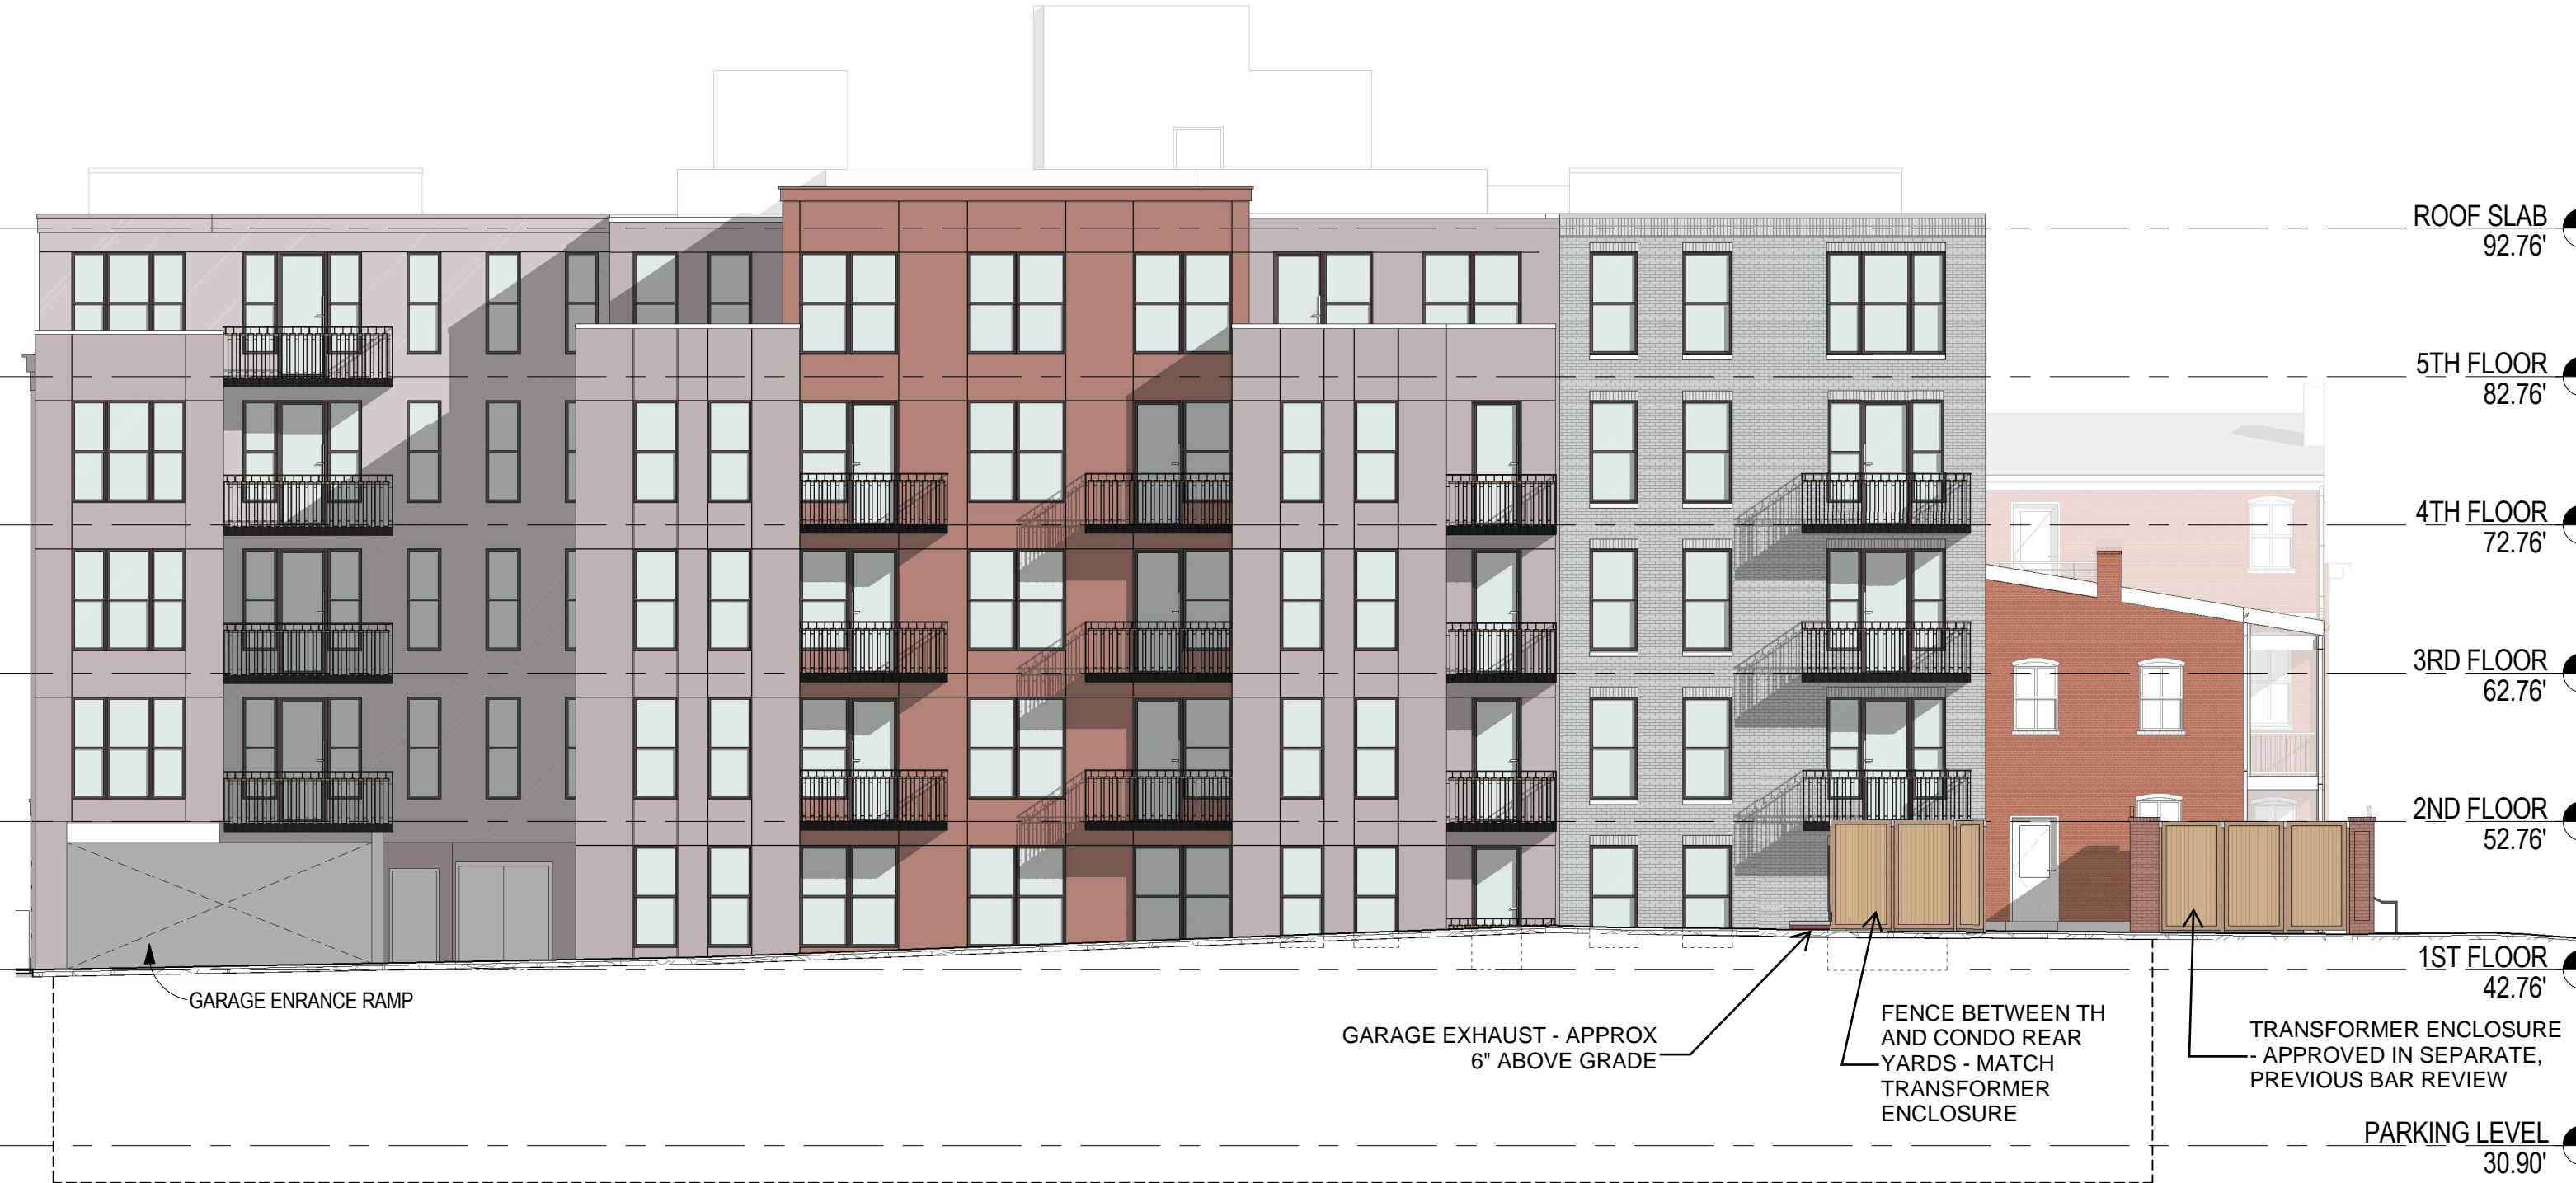 ROOF SLAB
92.76'
5TH FLOOR
82.76'
4TH FLOOR
72.76'
3RD FLOOR
62.76'
2ND FLOOR
52.76'
1ST FLOOR
42.76'
GARAGE ENRANCE RAMP
GARAGE EXHAUST - APPROX
6" ABOVE GRADE
FENCE BETWEEN TH
AND CONDO REAR
YARDS - MATCH
TRANSFORMER
ENCLOSURE
TRANSFORMER ENCLOSURE
- APPROVED IN SEPARATE,
PREVIOUS BAR REVIEW
PARKING LEVEL
30.90'